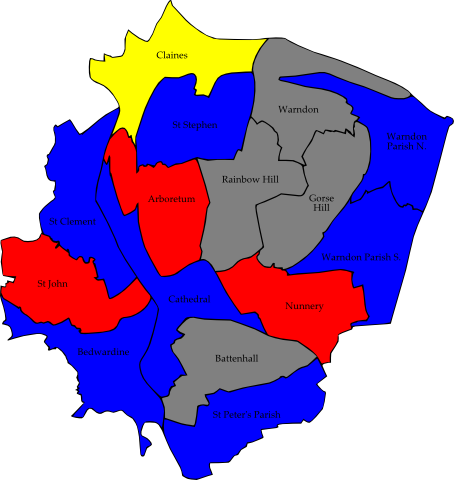 Claines
Warndon
St Stephen
Warndon
Parish N.
Rainbow Hill
Arboretum
Gorse
Hill
St Clement
Warndon Parish S.
St John
Cathedral
Nunnery
Bedwardine
Battenhall
St Peter's Parish